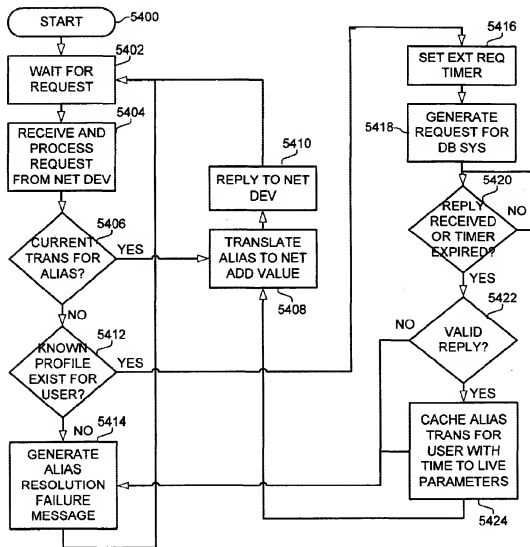 START
5400
5402
WAIT FOR
REQUEST
5404
RECEIVE AND
PROCESS
REQUEST
FROM NET DEV
5406
CURRENT
TRANS FOR
ALIAS?
YES
NO
5412
KNOWN
PROFILE
EXIST FOR
USER?
YES
NO
5414
GENERATE
ALIAS
RESOLUTION
FAILURE
MESSAGE
5410
REPLY TO NET
DEV
TRANSLATE
ALIAS TO NET
ADD VALUE
5408
5416
SET EXT REQ
TIMER
5418
GENERATE
REQUEST FOR
DB SYS
5420
REPLY
RECEIVED
OR TIMER
EXPIRED?
NO
YES
5422
NO
VALID
REPLY?
YES
CACHE ALIAS
TRANS FOR
USER WITH
TIME TO LIVE
PARAMETERS
5424